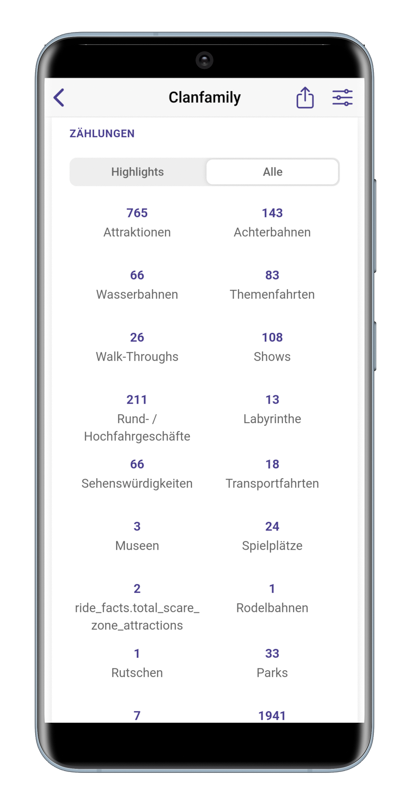 Clanfamily
ZÄHLUNGEN
Highlights Alle
765 143
Attraktionen Achterbahnen
66 83
Wasserbahnen Themenfahrten
26 108
Walk-Throughs Shows
211 13
Rund- / Labyrinthe
Hochfahrgeschäfte
66 18
Sehenswürdigkeiten Transportfahrten
3 24
Museen Spielplätze
2 1
ride_facts.total_scare_ Rodelbahnen
zone_attractions
1 33
Rutschen Parks
7 1941